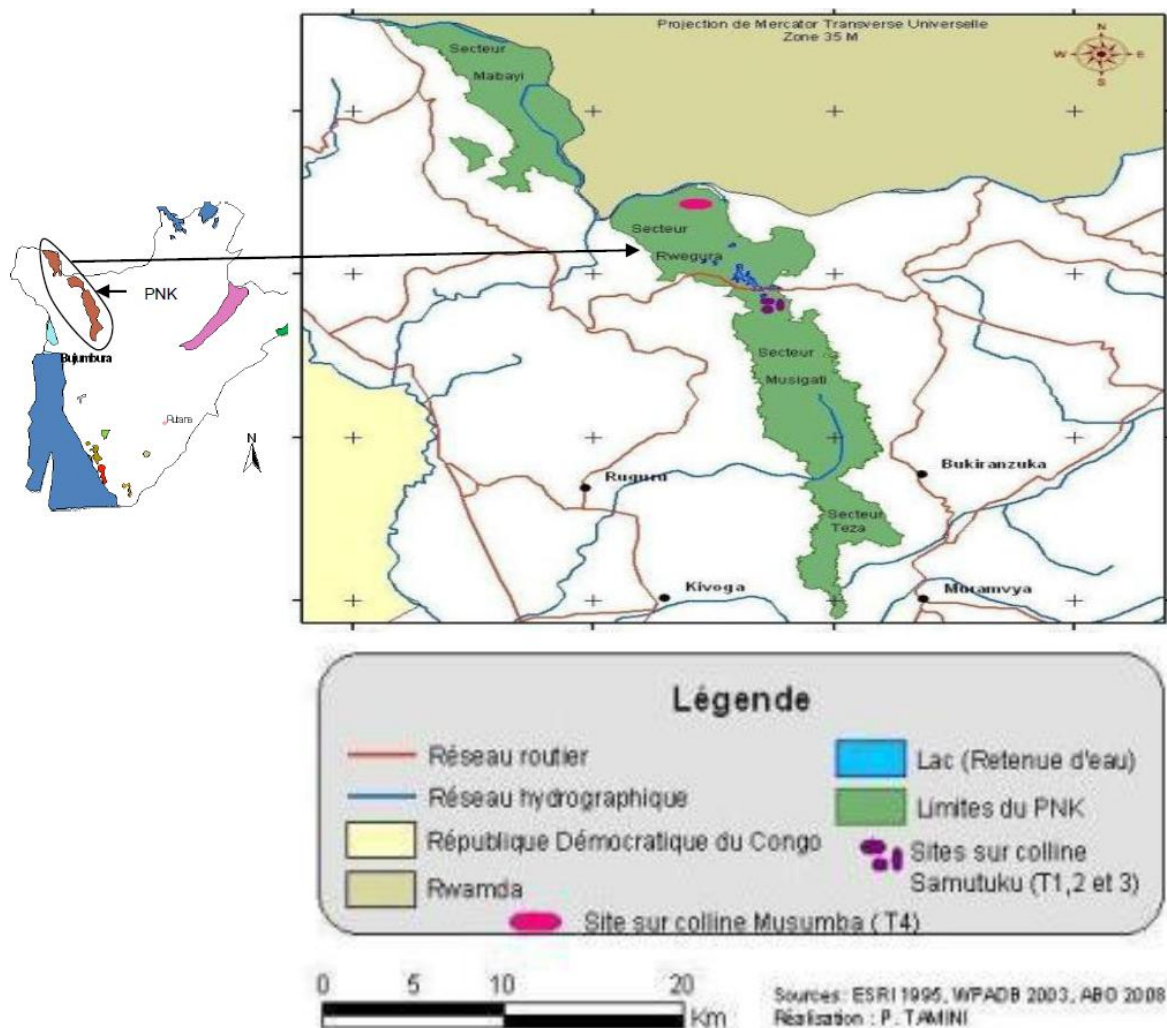 Projection de Mercator Transverse Universelle
Zone 35 M
N
W
E
S
Secteur
Mabayi
Secteur
Rwegura
Secteur
Musigati
Secteur
Teza
Ruguru
Bukiranzuka
Kivoga
Muramvya
PNK
Bujumbura
Rutana
N
Légende
Réseau routier
Réseau hydrographique
République Démocratique du Congo
Rwamda
Lac (Retenue d'eau)
Limites du PNK
Sites sur colline
Samutuku (T1,2 et 3)
Site sur colline Musumba ( T4)
0 5 10 20
Km
Sources: ESRI 1995, WPADB 2003, ABO 2008
Réalisation : P. TAMINI